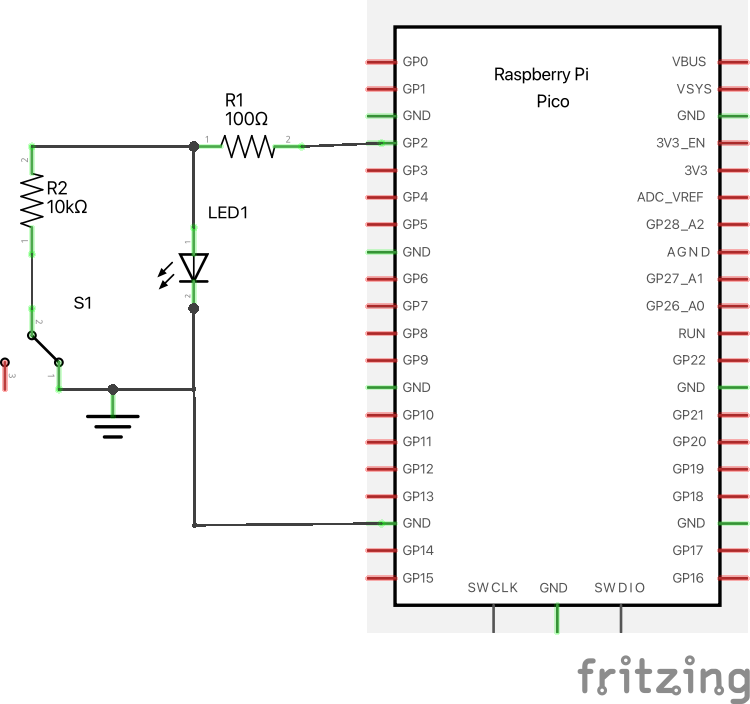 R1
100Ω
1
2
2
R2
10kΩ
1
LED1
1
2
S1
2
1
3
Raspberry Pi
Pico
GP0
GP1
GND
GP2
GP3
GP4
GP5
GND
GP6
GP7
GP8
GP9
GND
GP10
GP11
GP12
GP13
GND
GP14
GP15
VBUS
VSYS
GND
3V3_EN
3V3
ADC_VREF
GP28_A2
AGND
GP27_A1
GP26_A0
RUN
GP22
GND
GP21
GP20
GP19
GP18
GND
GP17
GP16
SWCLK GND SWDIO
fritzing